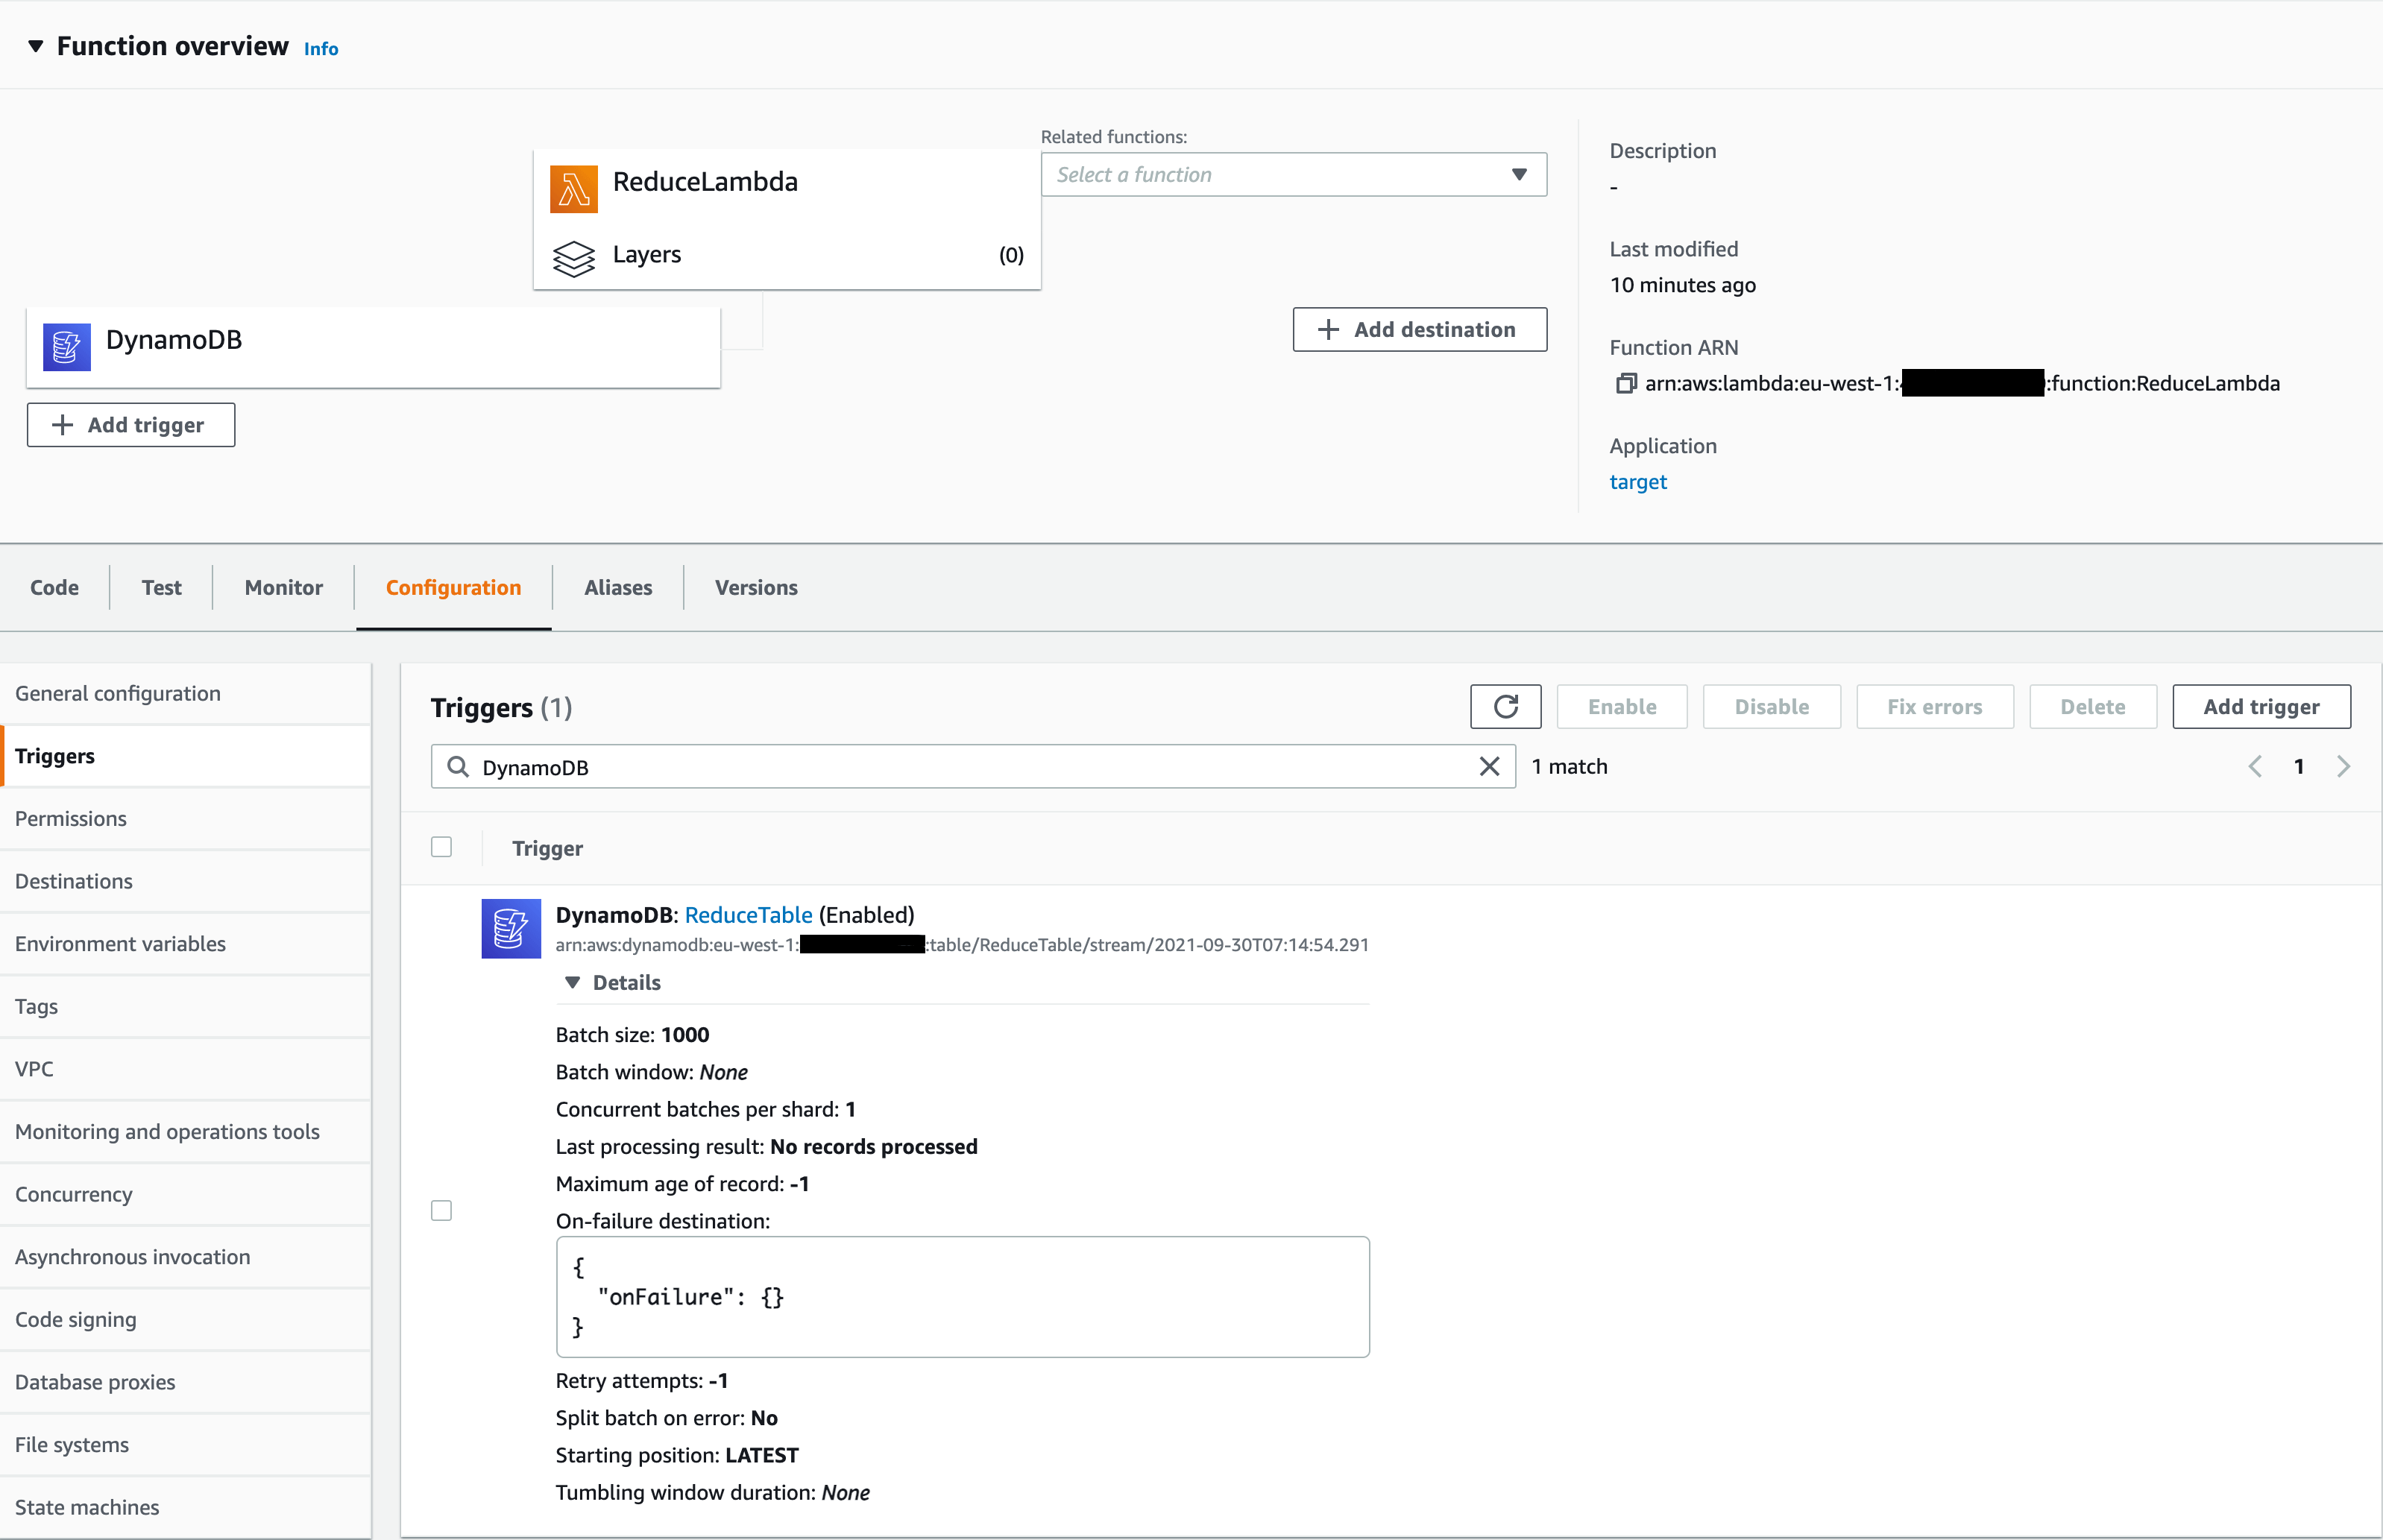 Function overview Info
Related functions:
Select a function
ReduceLambda
Layers (0)
DynamoDB
Add trigger
Add destination
Description
-
Last modified
10 minutes ago
Function ARN
arn:aws:lambda:eu-west-1: :function:ReduceLambda
Application
target
Code Test Monitor Configuration Aliases Versions
General configuration
Triggers
Permissions
Destinations
Environment variables
Tags
VPC
Monitoring and operations tools
Concurrency
Asynchronous invocation
Code signing
Database proxies
File systems
State machines
Triggers (1)
Enable Disable Fix errors Delete Add trigger
DynamoDB 1 match 1
Trigger
DynamoDB: ReduceTable (Enabled)
arn:aws:dynamodb:eu-west-1: :table/ReduceTable/stream/2021-09-30T07:14:54.291
Details
Batch size: 1000
Batch window: None
Concurrent batches per shard: 1
Last processing result: No records processed
Maximum age of record: -1
On-failure destination:
{
"onFailure": {}
}
Retry attempts: -1
Split batch on error: No
Starting position: LATEST
Tumbling window duration: None